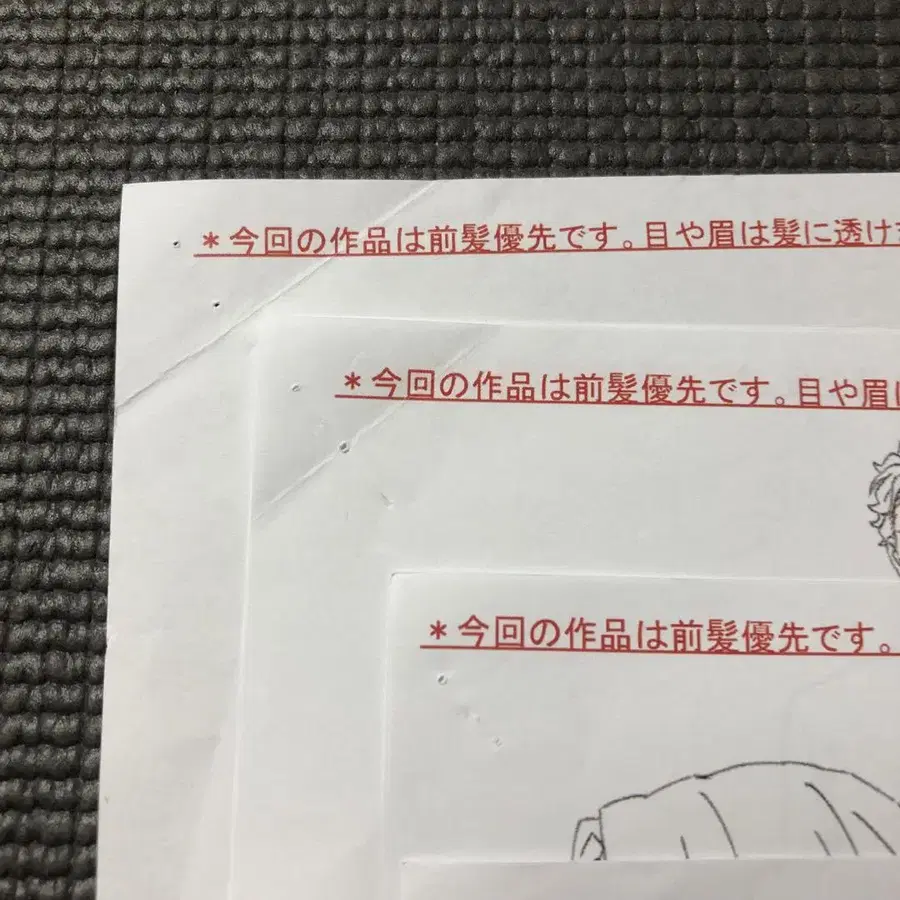 ＊今回の作品は前髪優先です。目や眉は髪に透け
＊今回の作品は前髪優先です。目や眉
＊今回の作品は前髪優先です。